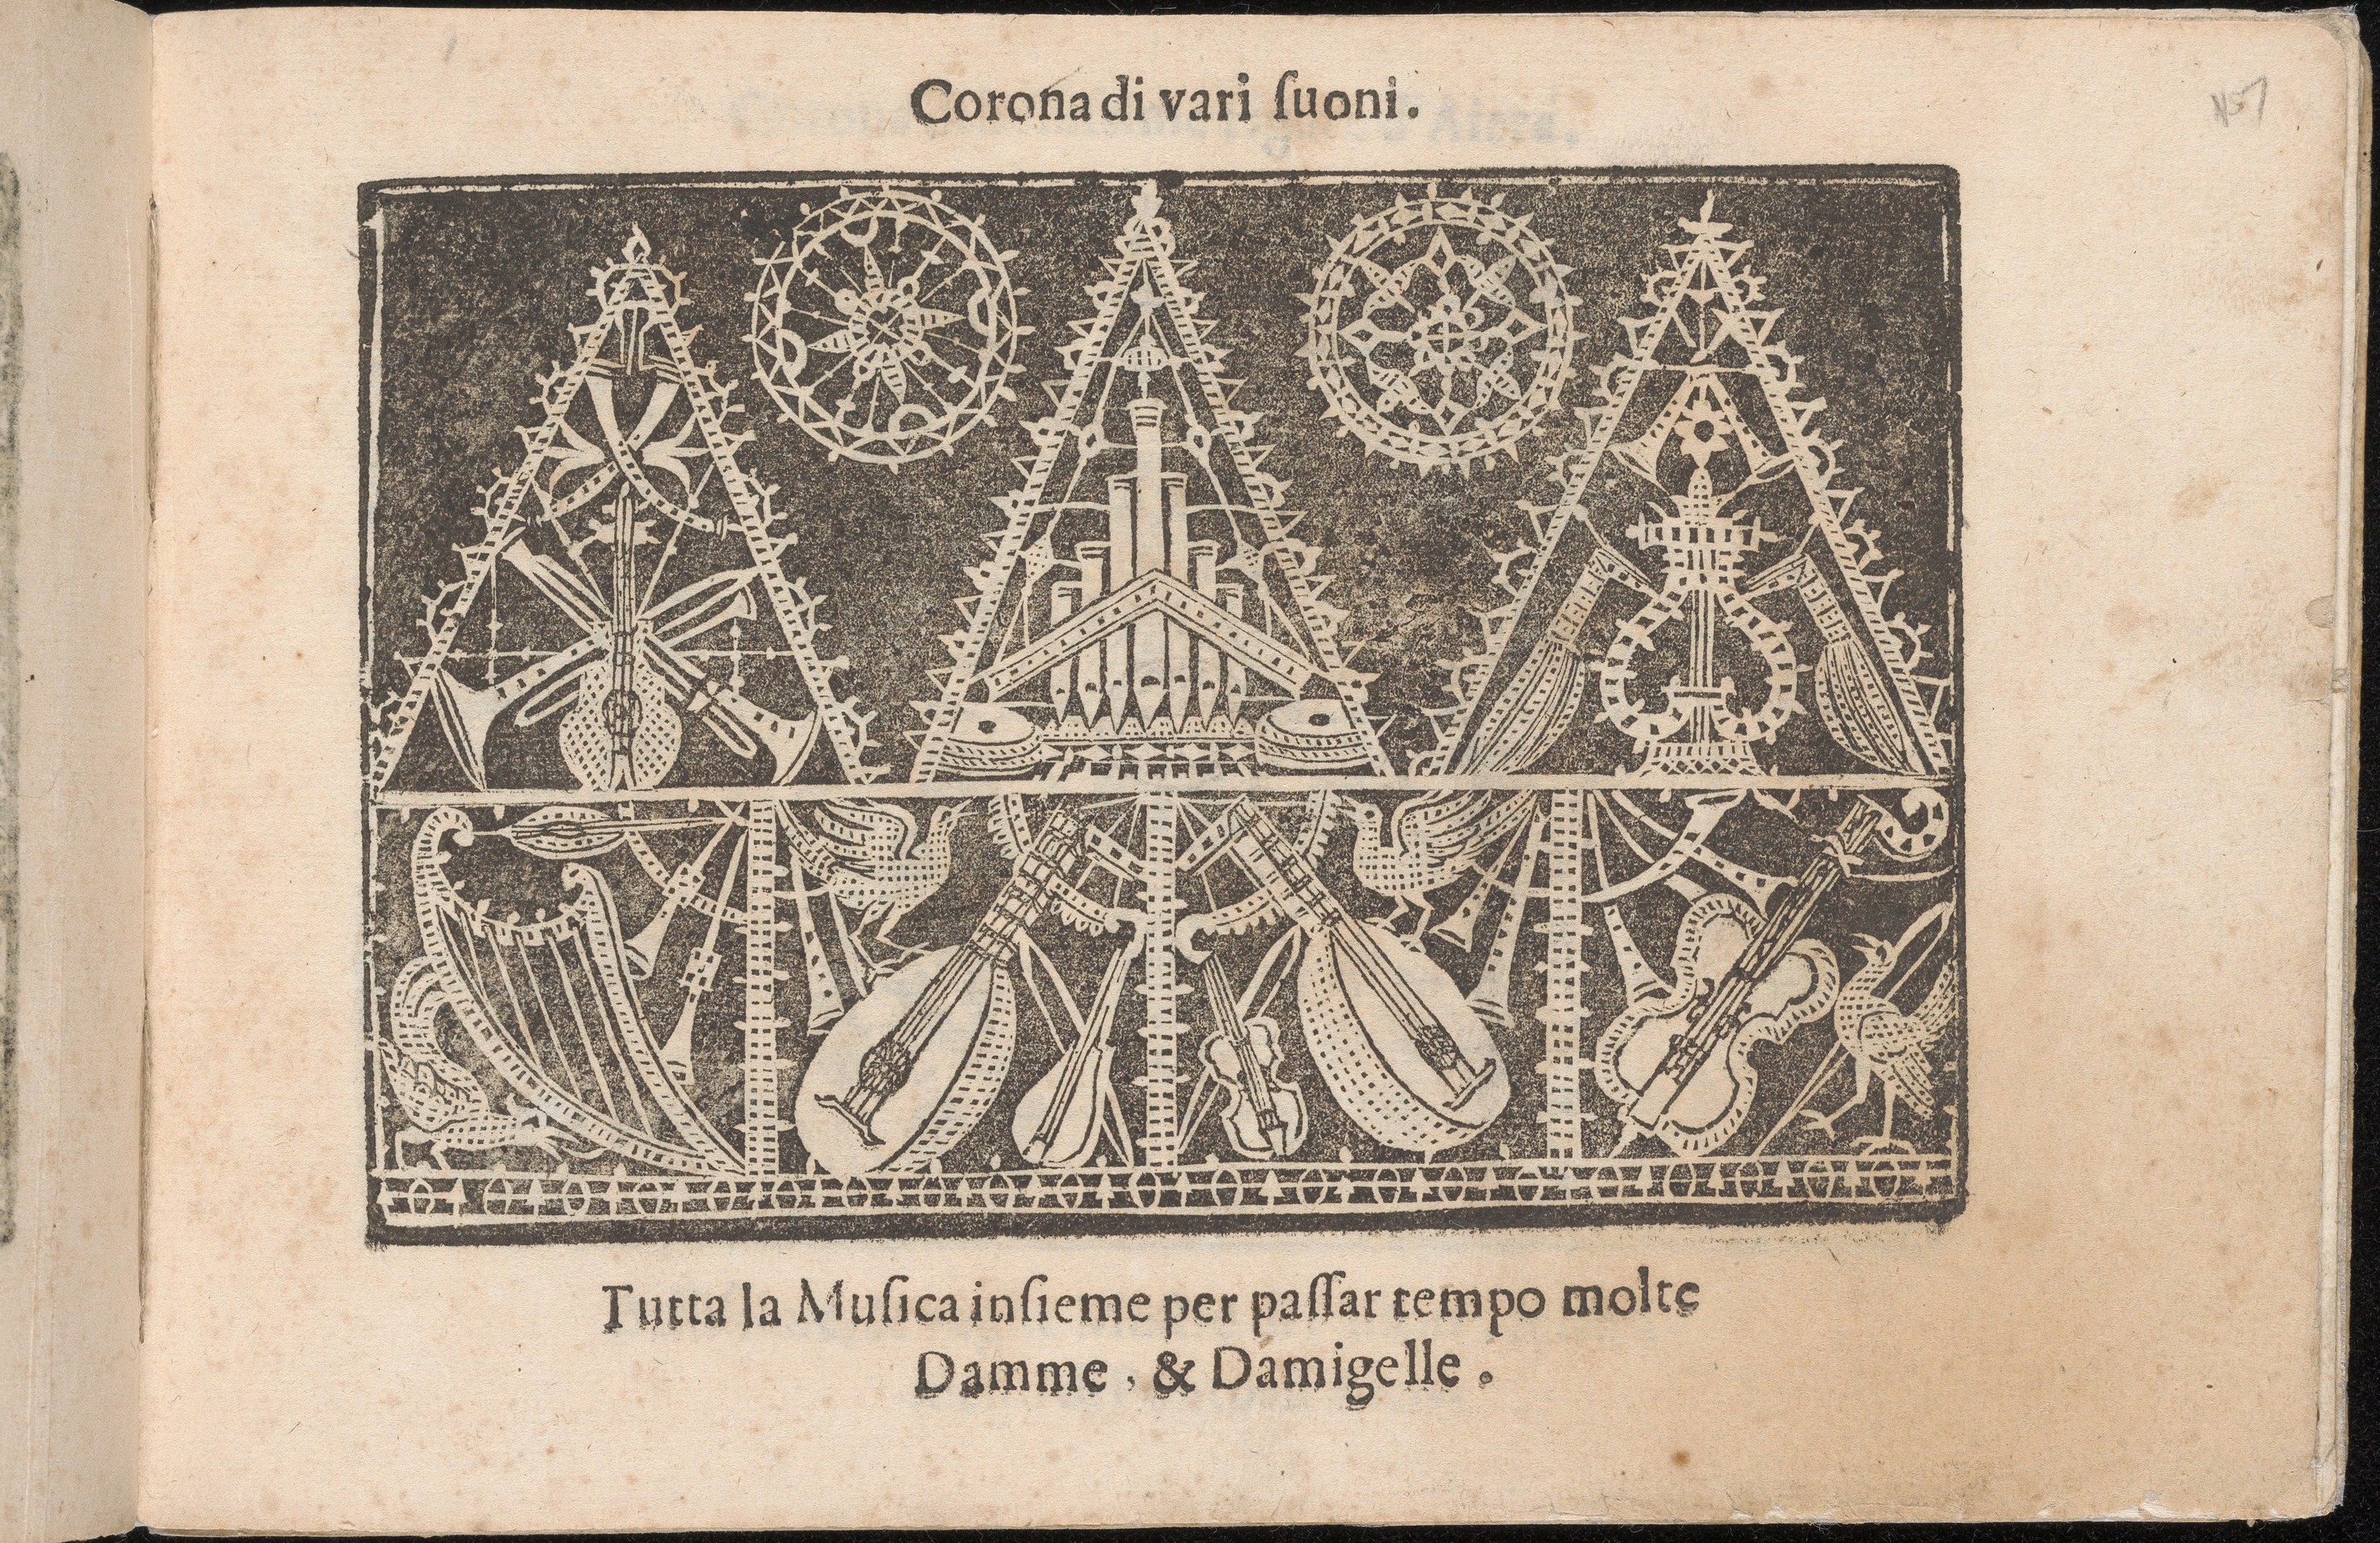 Corona di vari ſuoni.
Tutta la Muſica inſieme per paſſar tempo molte
Damme, & Damigelle.